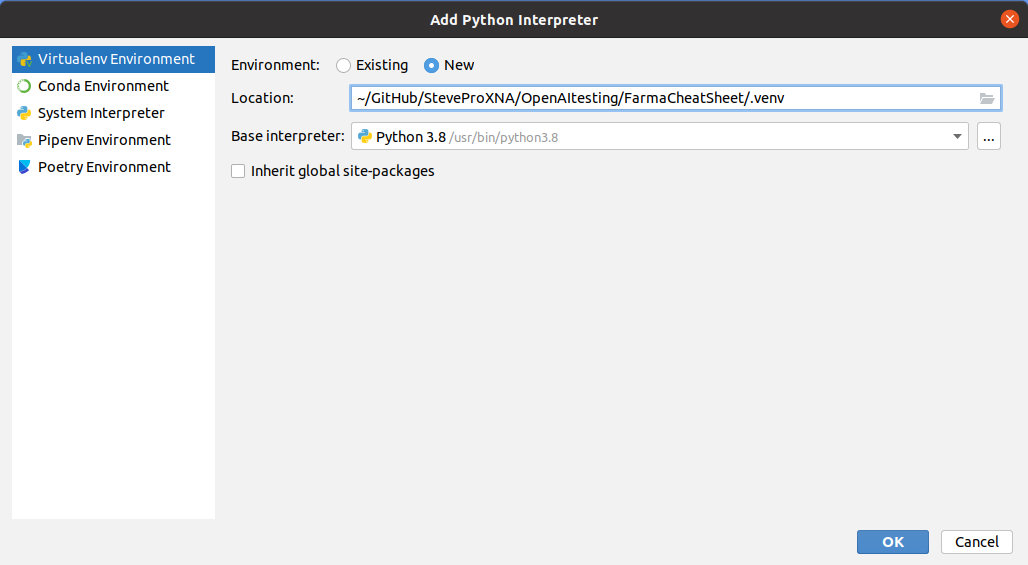 Add Python Interpreter
Virtualenv Environment
Conda Environment
System Interpreter
Pipenv Environment
Poetry Environment
Environment: Existing New
Location: ~/GitHub/SteveProXNA/OpenAItesting/FarmaCheatSheet/.venv
Base interpreter: Python 3.8 /usr/bin/python3.8 ...
Inherit global site-packages
OK Cancel